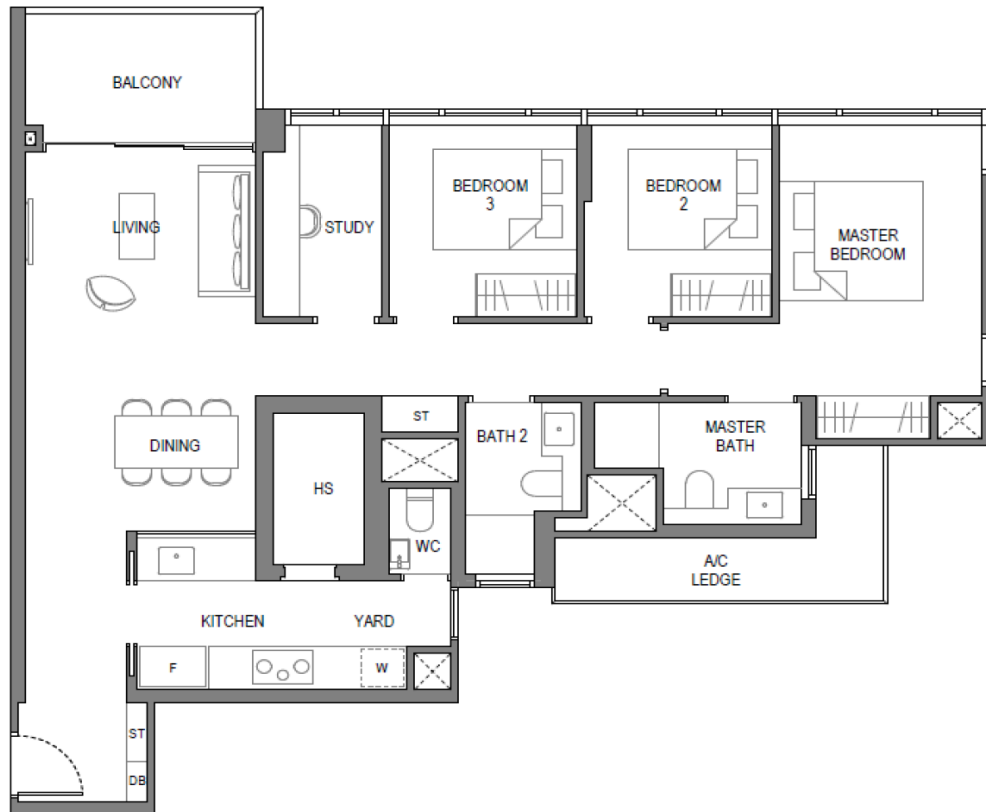 BALCONY
BEDROOM
3
BEDROOM
2
LIVING
STUDY
MASTER
BEDROOM
ST
DINING
BATH 2
MASTER
BATH
HS
WC
A/C
LEDGE
KITCHEN
YARD
F
W
ST
DB